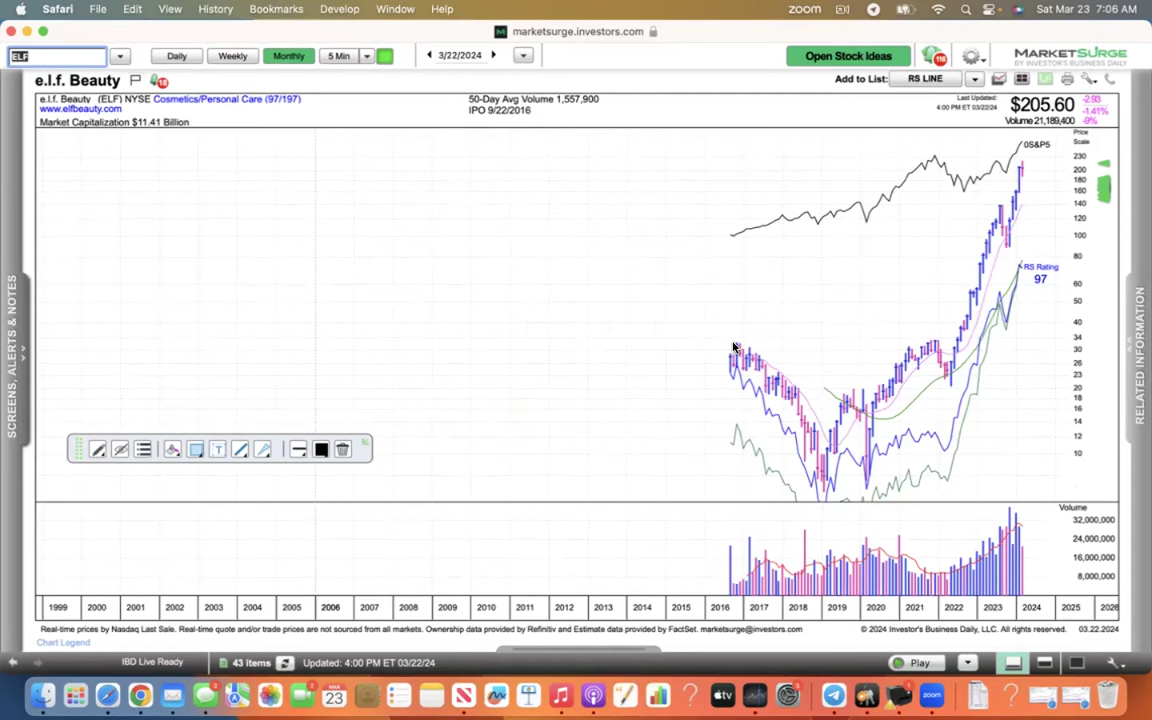 Safari File Edit View History Bookmarks Develop Window Help zoom Sat Mar 23 7:06 AM
marketsurge.investors.com
ELF Daily Weekly Monthly 5 Min 3/22/2024 Open Stock Ideas 116 MARKETSURGE
BY INVESTOR'S BUSINESS DAILY
e.l.f. Beauty 18 Add to List: RS LINE
e.l.f. Beauty (ELF) NYSE Cosmetics/Personal Care (97/197) 50-Day Avg Volume 1,557,900 Last Updated: $205.60 -2.93
www.elfbeauty.com IPO 9/22/2016 4:00 PM ET 03/22/24 -1.41%
Market Capitalization $11.41 Billion Volume 21,189,400 -9%
Price
Scale
0S&P5
230
200
180
160
140
120
100
80
RS Rating
97
60
50
40
34
30
26
23
20
18
16
14
12
10
Volume
32,000,000
24,000,000
16,000,000
8,000,000
1999 2000 2001 2002 2003 2004 2005 2006 2007 2008 2009 2010 2011 2012 2013 2014 2015 2016 2017 2018 2019 2020 2021 2022 2023 2024 2025 2026
Real-time prices by Nasdaq Last Sale. Real-time quote and/or trade prices are not sourced from all markets. Ownership data provided by Refinitiv and Estimate data provided by FactSet. marketsurge@investors.com © 2024 Investor's Business Daily, LLC. All rights reserved. 03.22.2024
Chart Legend
IBD Live Ready 43 items Updated: 4:00 PM ET 03/22/24 Play
SCREENS, ALERTS & NOTES
RELATED INFORMATION
MAR
23
tv
zoom